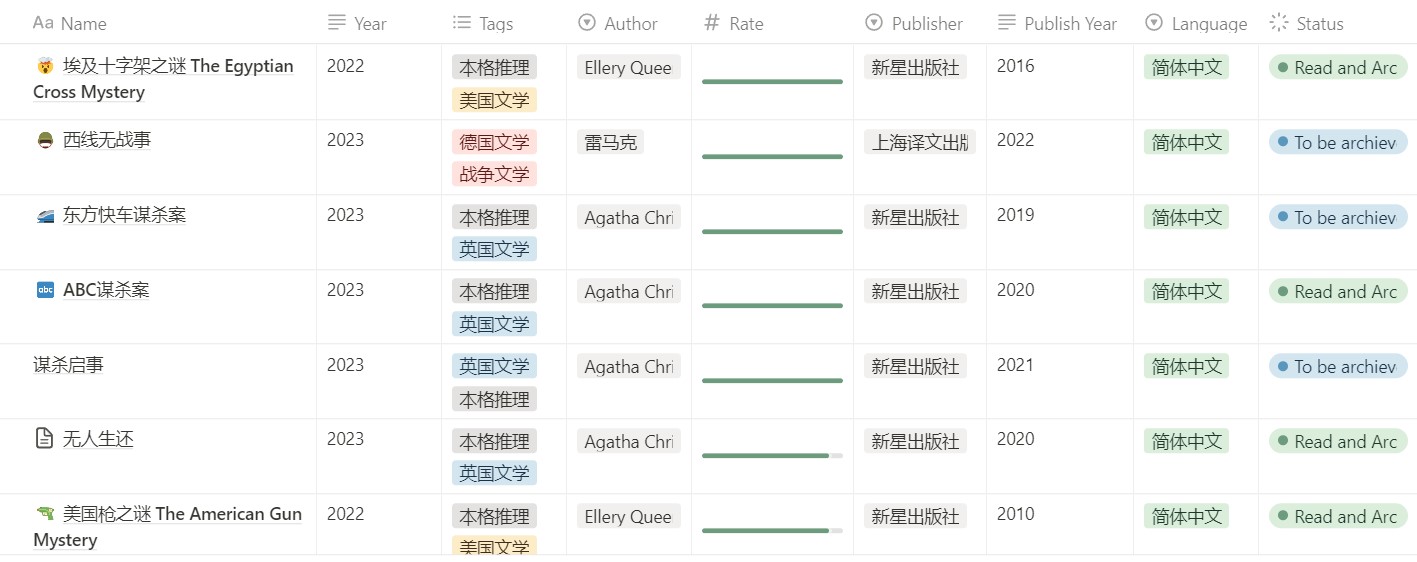 Aa Name Year Tags Author # Rate Publisher Publish Year Language Status
埃及十字架之谜 The Egyptian Cross Mystery 2022 本格推理 美国文学 Ellery Quee 新星出版社 2016 简体中文 Read and Arc
西线无战事 2023 德国文学 战争文学 雷马克 上海译文出版 2022 简体中文 To be archiev
东方快车谋杀案 2023 本格推理 英国文学 Agatha Chri 新星出版社 2019 简体中文 To be archiev
abc ABC谋杀案 2023 本格推理 英国文学 Agatha Chri 新星出版社 2020 简体中文 Read and Arc
谋杀启事 2023 英国文学 本格推理 Agatha Chri 新星出版社 2021 简体中文 To be archiev
无人生还 2023 本格推理 英国文学 Agatha Chri 新星出版社 2020 简体中文 Read and Arc
美国枪之谜 The American Gun Mystery 2022 本格推理 美国文学 Ellery Quee 新星出版社 2010 简体中文 Read and Arc